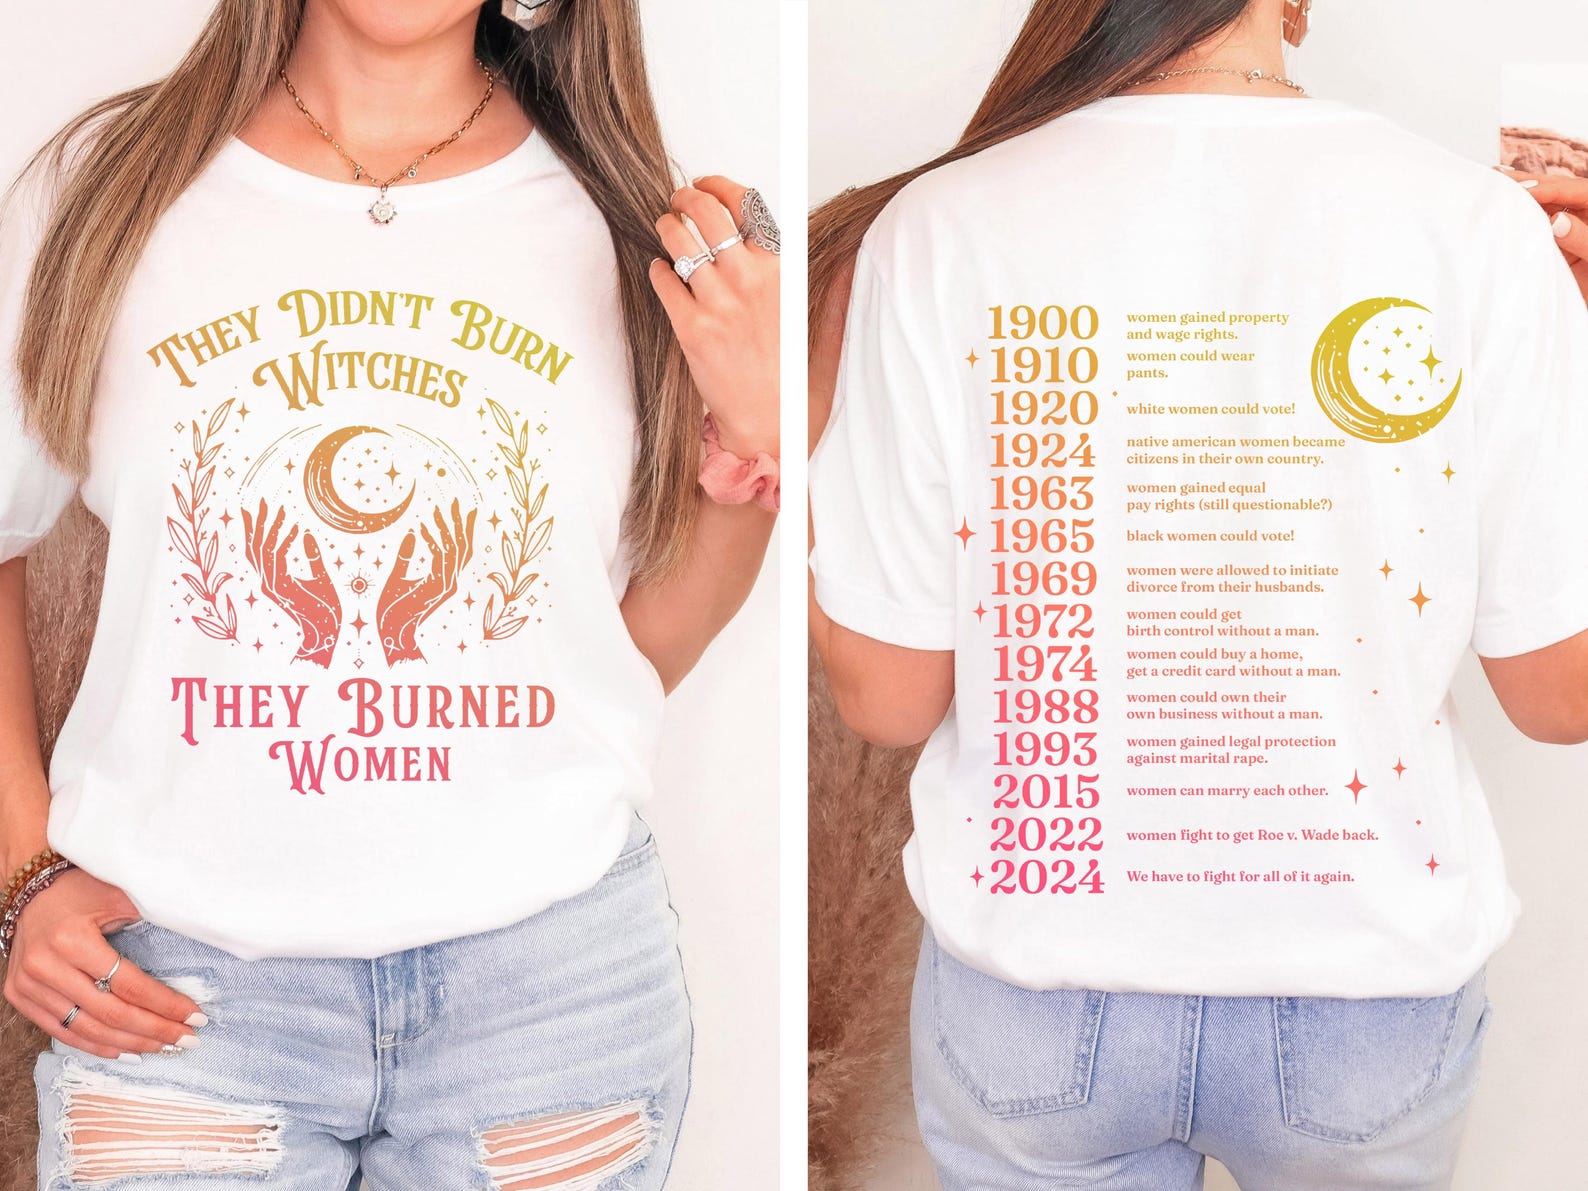 They Didn't Burn
Witches
They Burned
Women
1900 women gained property
and wage rights.
1910 women could wear
pants.
1920 white women could vote!
1924 native american women became
citizens in their own country.
1963 women gained equal
pay rights (still questionable?)
1965 black women could vote!
1969 women were allowed to initiate
divorce from their husbands.
1972 women could get
birth control without a man.
1974 women could buy a home,
get a credit card without a man.
1988 women could own their
own business without a man.
1993 women gained legal protection
against marital rape.
2015 women can marry each other.
2022 women fight to get Roe v. Wade back.
2024 We have to fight for all of it again.